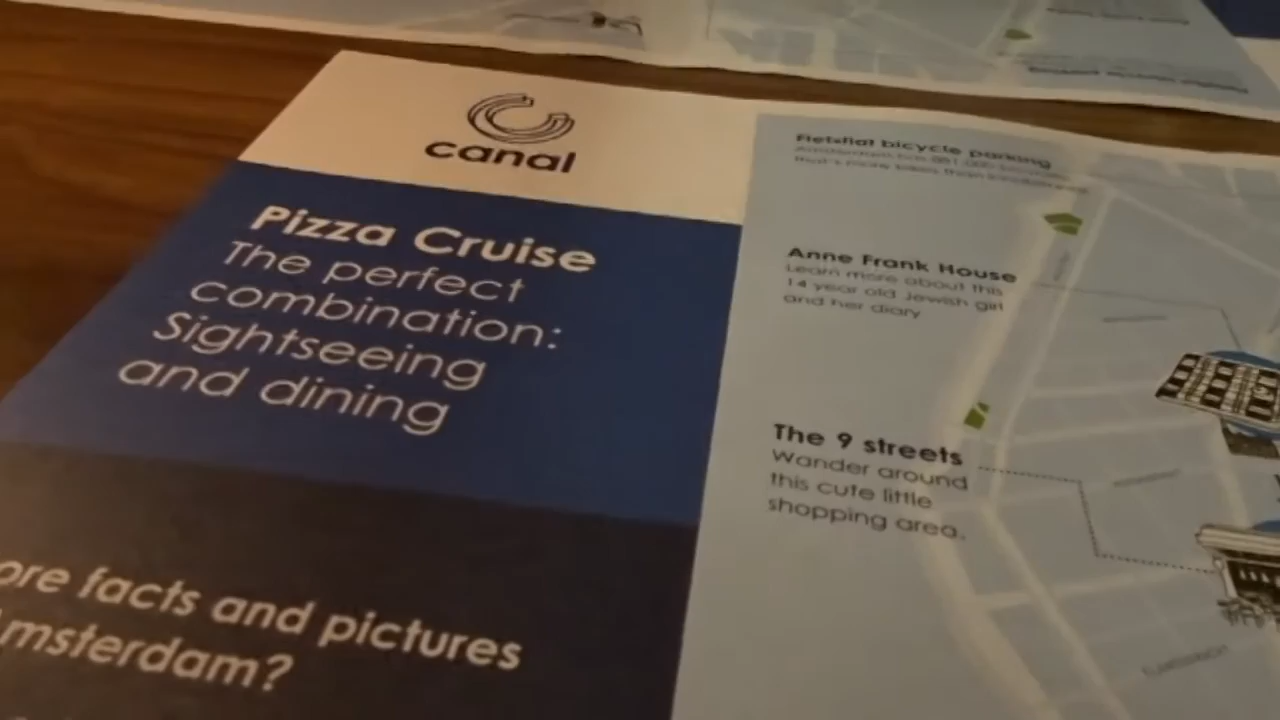 canal
Pizza Cruise
The perfect
combination:
Sightseeing
and dining
ore facts and pictures
Amsterdam?
Fietsflat bicycle parking
Anne Frank House
Learn more about this
14 year old Jewish girl
and her diary
The 9 streets
Wander around
this cute little
shopping area.